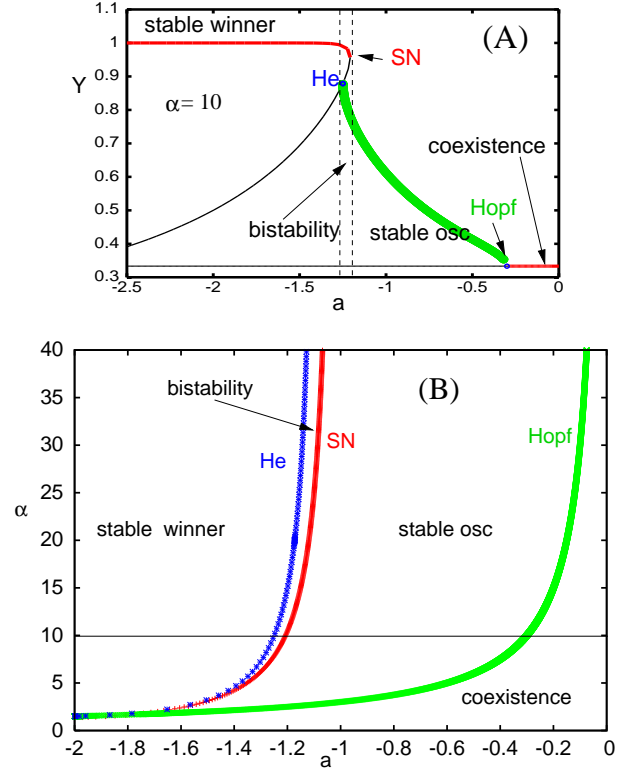 stable winner
(A)
SN
He
α= 10
coexistence
Hopf
bistability
stable osc
Y
1.1
1
0.9
0.8
0.7
0.6
0.5
0.4
0.3
-2.5 -2 -1.5 -1 -0.5 0
a
(B)
bistability
SN
He
Hopf
stable winner
stable osc
coexistence
α
40
35
30
25
20
15
10
5
0
-2 -1.8 -1.6 -1.4 -1.2 -1 -0.8 -0.6 -0.4 -0.2 0
a